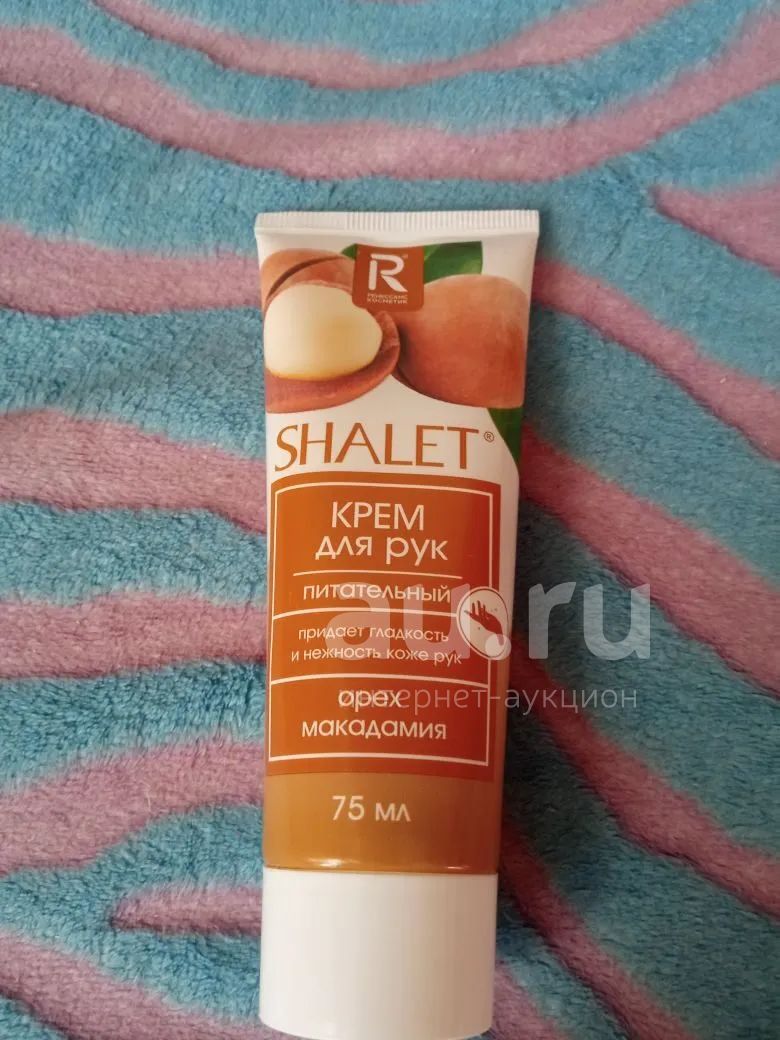 R®
РЕНЕССАНС
КОСМЕТИК
SHALET®
КРЕМ
для рук
питательный
придает гладкость
и нежность коже рук
орех
макадамия
75 мл
au.ru
интернет-аукцион